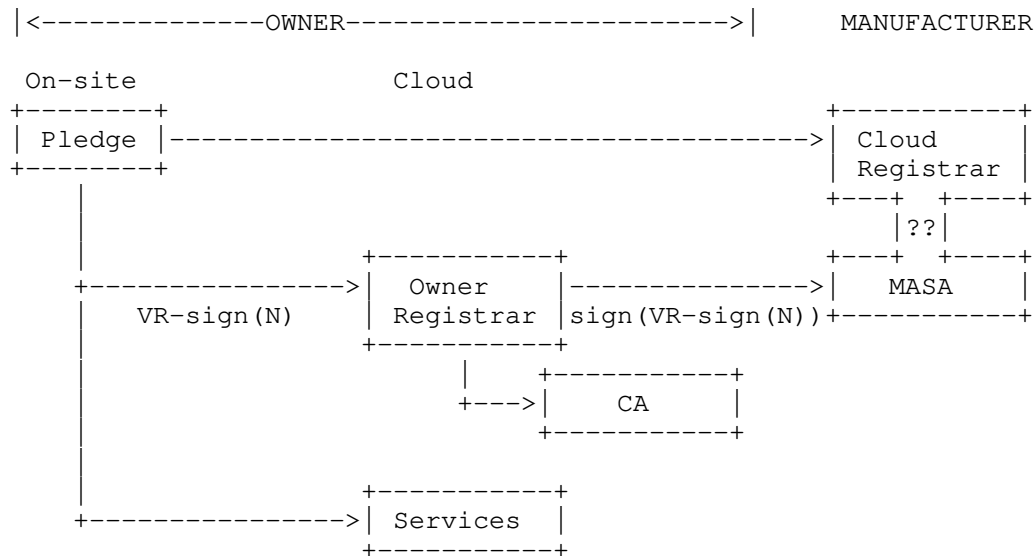 |<--------------OWNER---------------------------->| MANUFACTURER
On-site Cloud
Pledge Cloud
Registrar
??
Owner MASA
VR-sign(N) Registrar sign(VR-sign(N))
CA
Services